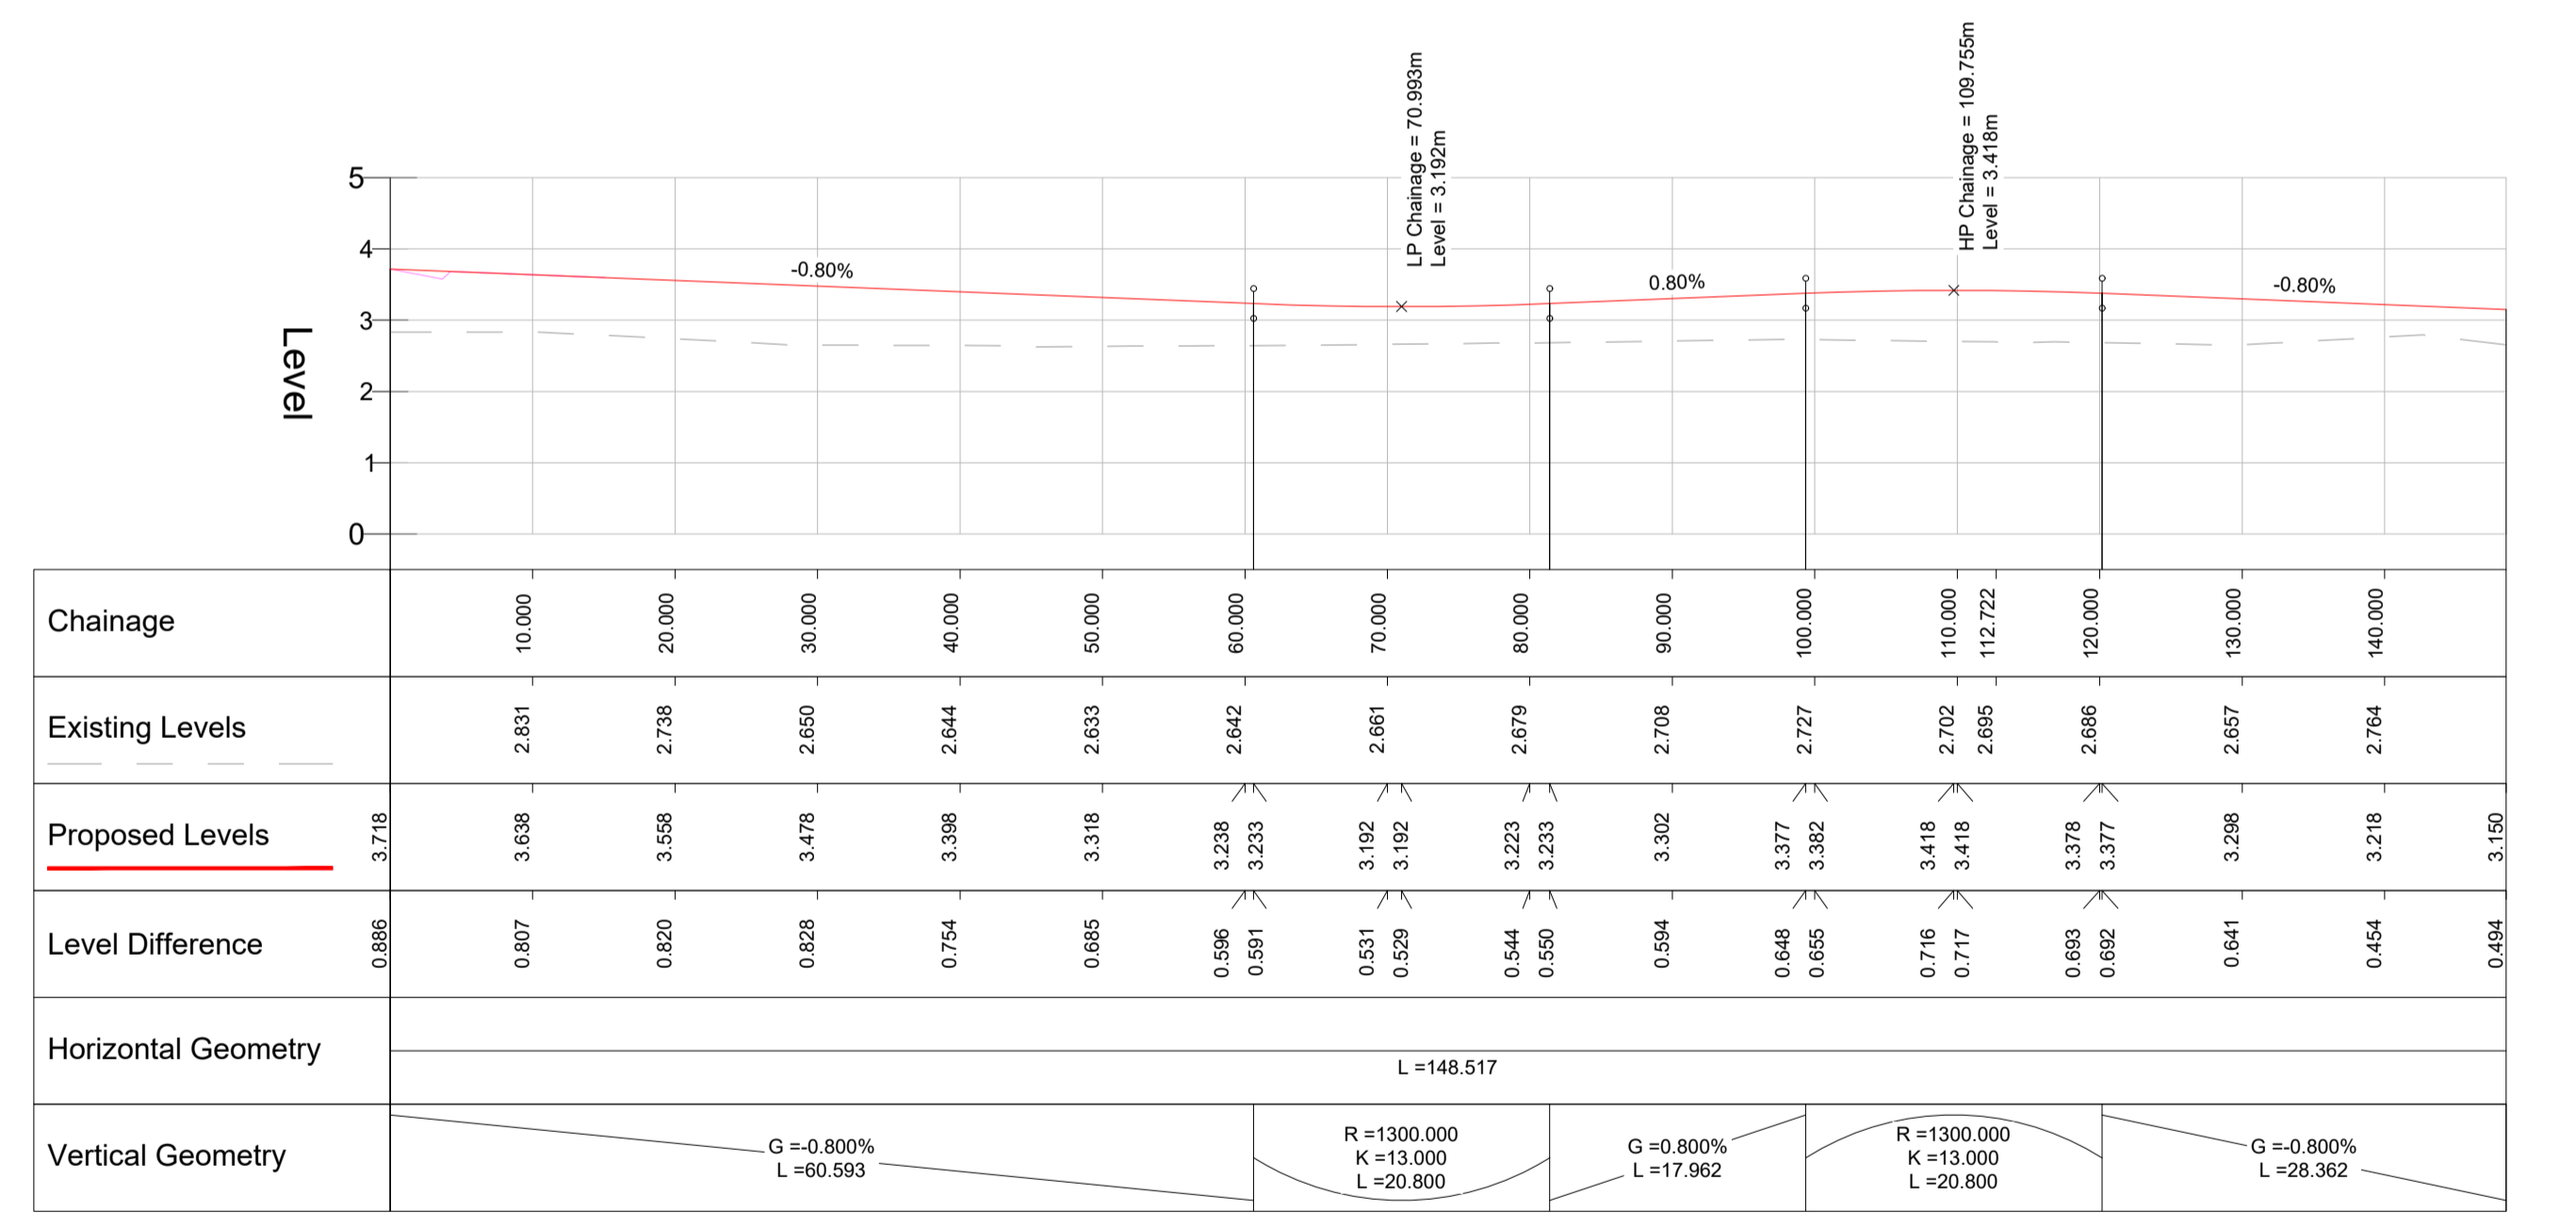 LP Chainage = 70.993m
Level = 3.192m
HP Chainage = 109.755m
Level = 3.418m
5
4
3
2
1
0
Level
-0.80%
0.80%
-0.80%
Chainage
10.000 20.000 30.000 40.000 50.000 60.000 70.000 80.000 90.000 100.000 110.000 112.722 120.000 130.000 140.000
Existing Levels
2.831 2.738 2.650 2.644 2.633 2.642 2.661 2.679 2.708 2.727 2.702 2.695 2.686 2.657 2.764
Proposed Levels
3.718 3.638 3.558 3.478 3.398 3.318 3.238 3.233 3.192 3.192 3.223 3.233 3.302 3.377 3.382 3.418 3.418 3.378 3.377 3.298 3.218 3.150
Level Difference
0.886 0.807 0.820 0.828 0.754 0.685 0.596 0.591 0.531 0.529 0.544 0.550 0.594 0.648 0.655 0.716 0.717 0.693 0.692 0.641 0.454 0.494
Horizontal Geometry
L =148.517
Vertical Geometry
G =-0.800%
L =60.593
R =1300.000
K =13.000
L =20.800
G =0.800%
L =17.962
R =1300.000
K =13.000
L =20.800
G =-0.800%
L =28.362